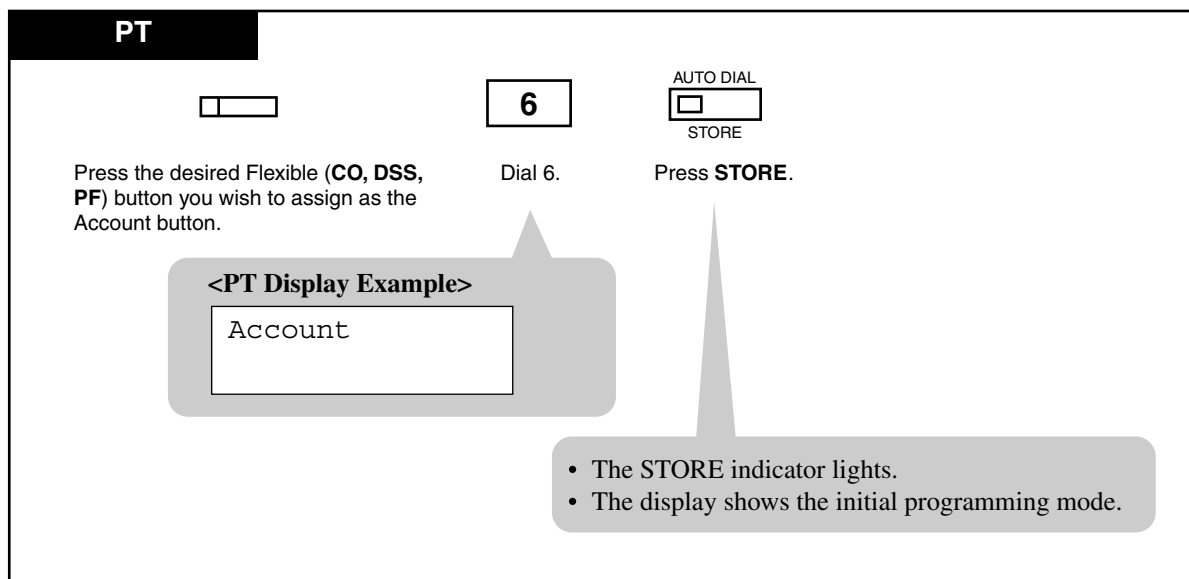 PT
6
AUTO DIAL
STORE
Press the desired Flexible (CO, DSS,
PF) button you wish to assign as the
Account button.
Dial 6.
Press STORE.
<PT Display Example>
Account
• The STORE indicator lights.
• The display shows the initial programming mode.